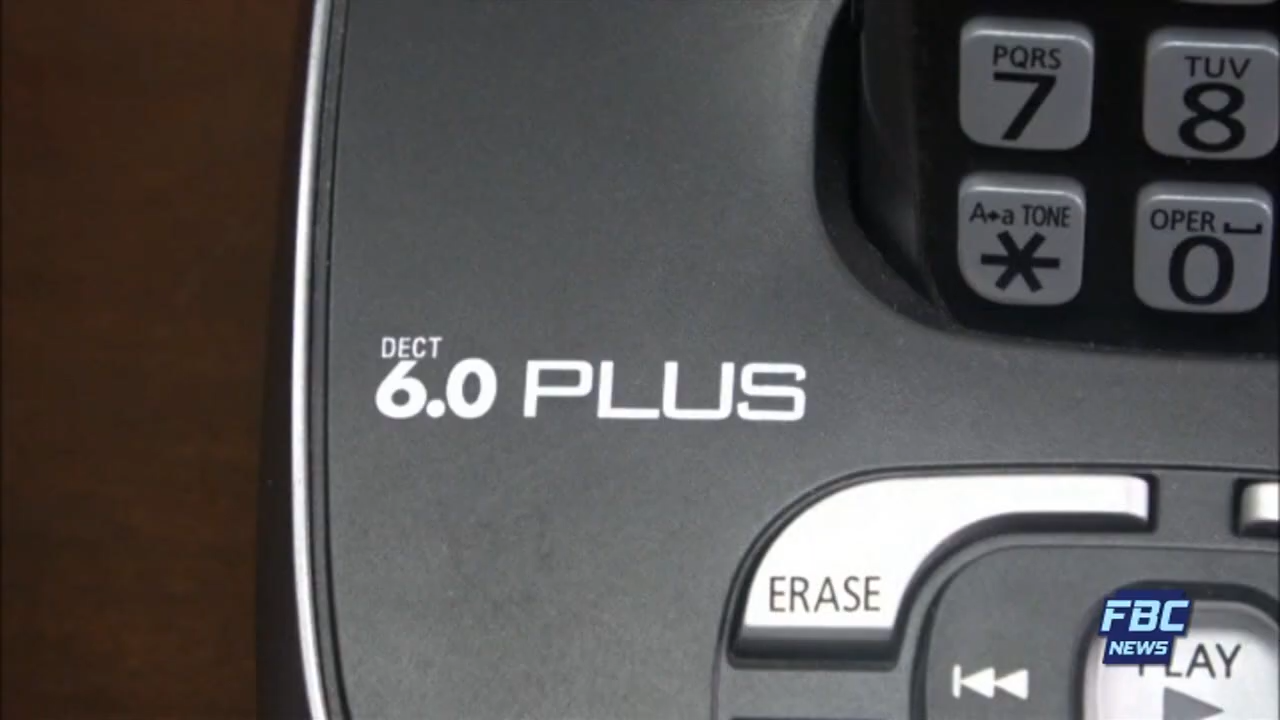 PQRS
7
TUV
8
A→a TONE
*
OPER ⎵
0
DECT
6.0 PLUS
ERASE
FBC
NEWS
PLAY